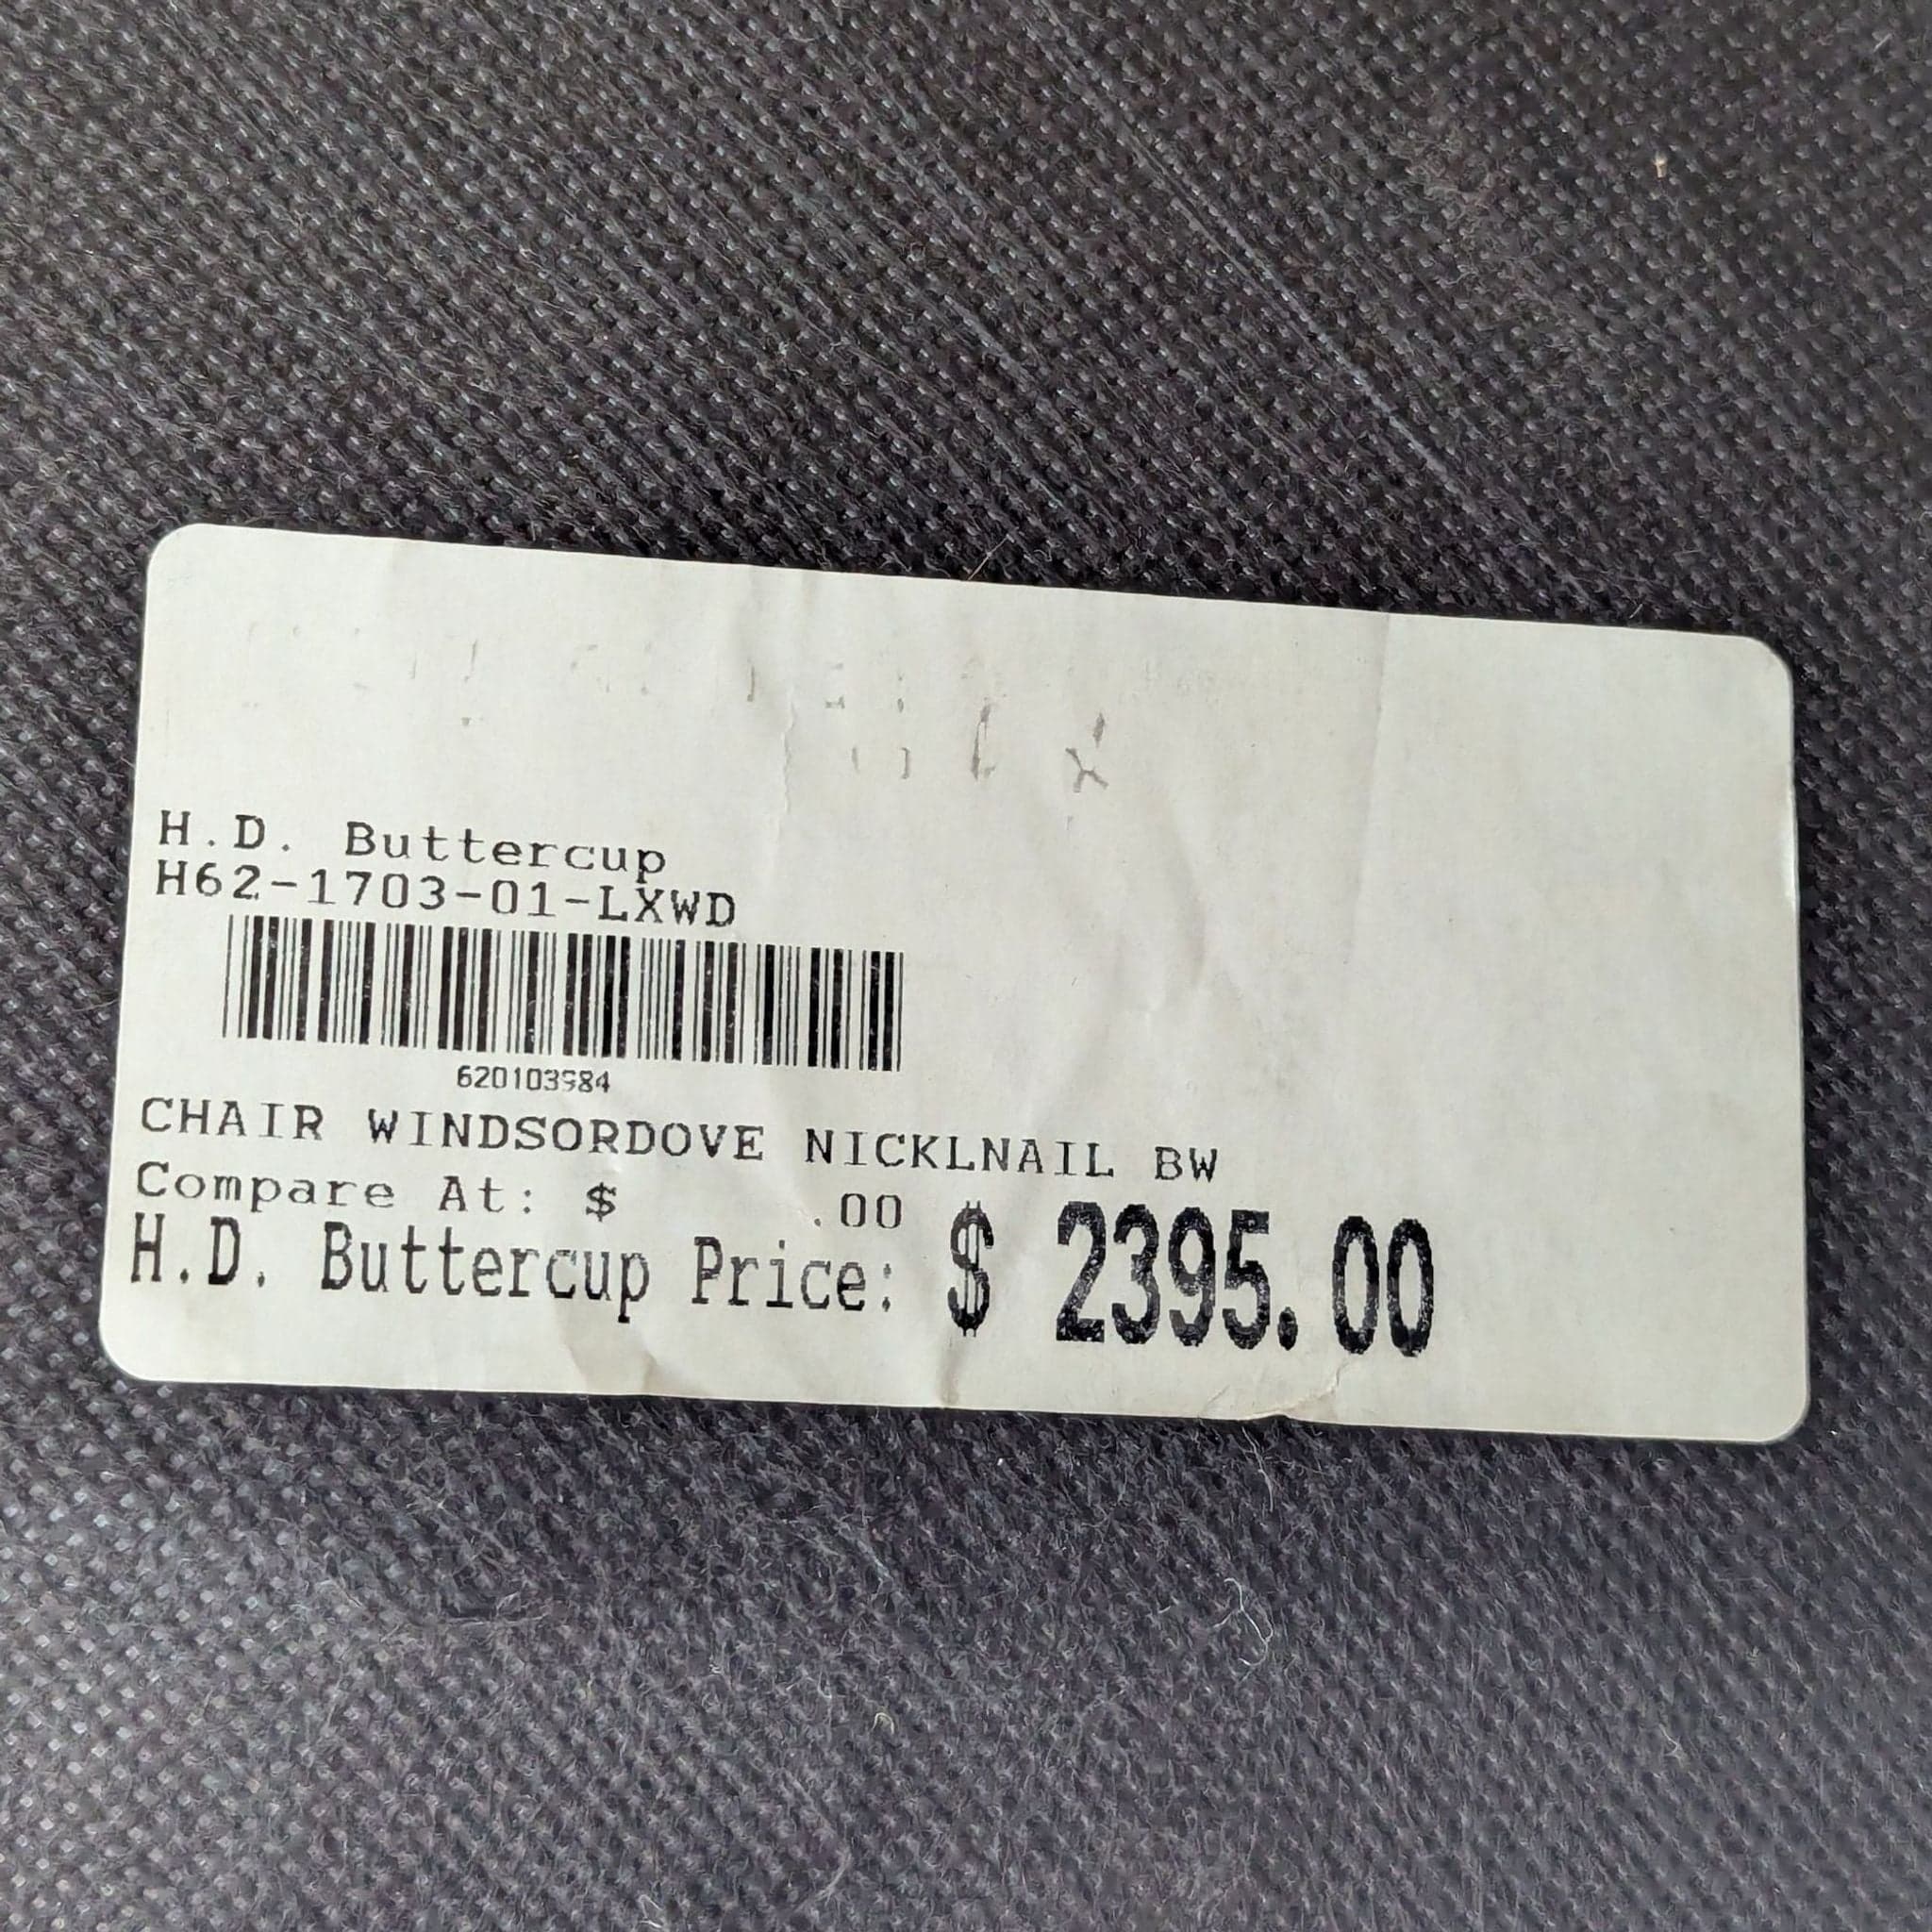 H.D. Buttercup
H62-1703-01-LXWD
620103984
CHAIR WINDSORDOVE NICKLNAIL BW
Compare At: $ .00
H.D. Buttercup Price: $ 2395.00